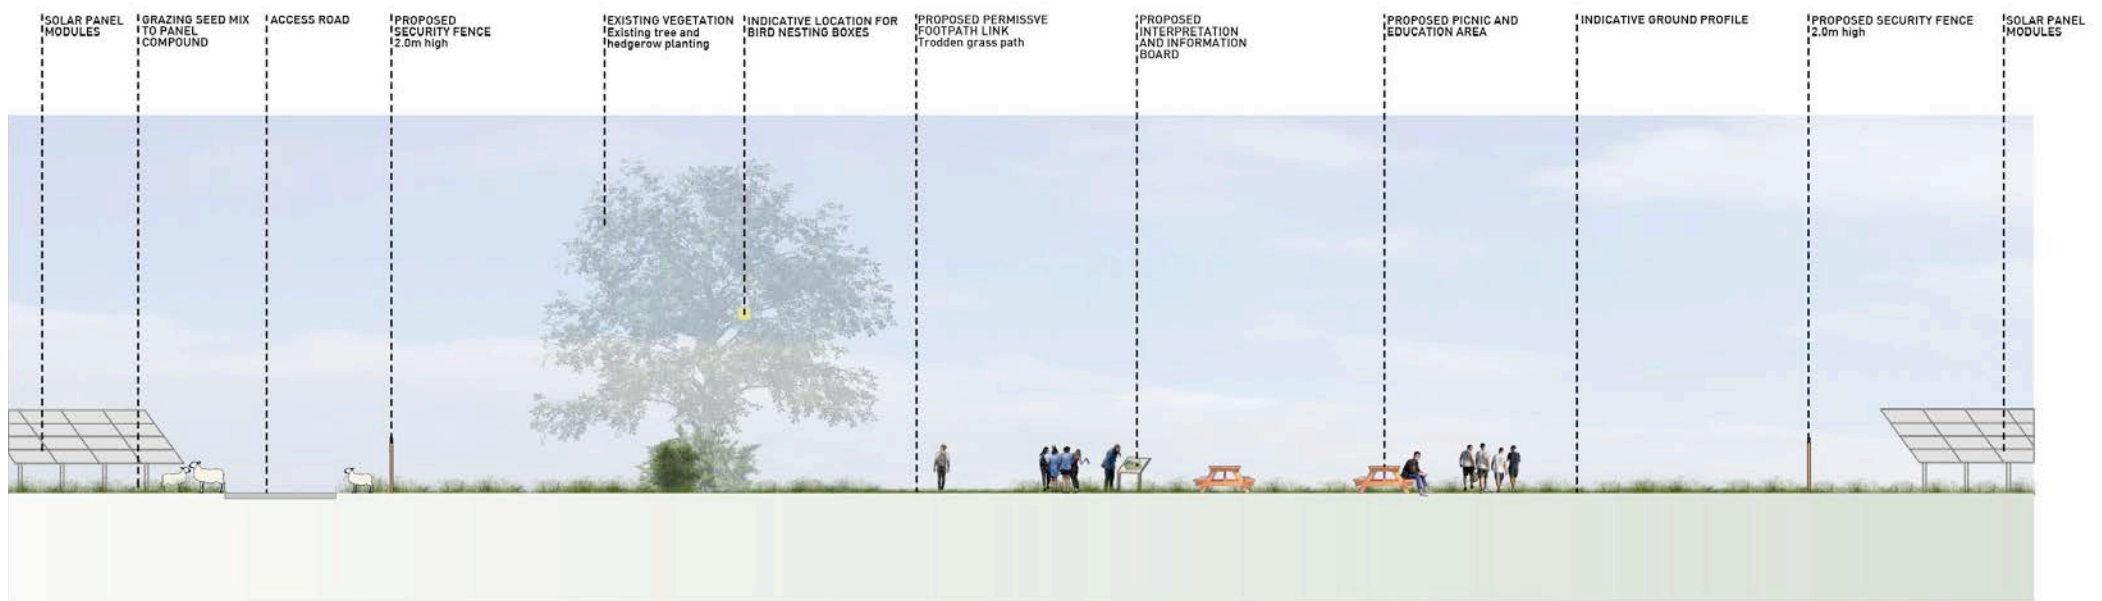 SOLAR PANEL
MODULES
GRAZING SEED MIX
TO PANEL
COMPOUND
ACCESS ROAD
PROPOSED
SECURITY FENCE
2.0m high
EXISTING VEGETATION
Existing tree and
hedgerow planting
INDICATIVE LOCATION FOR
BIRD NESTING BOXES
PROPOSED PERMISSVE
FOOTPATH LINK
Trodden grass path
PROPOSED
INTERPRETATION
AND INFORMATION
BOARD
PROPOSED PICNIC AND
EDUCATION AREA
INDICATIVE GROUND PROFILE
PROPOSED SECURITY FENCE
2.0m high
SOLAR PANEL
MODULES